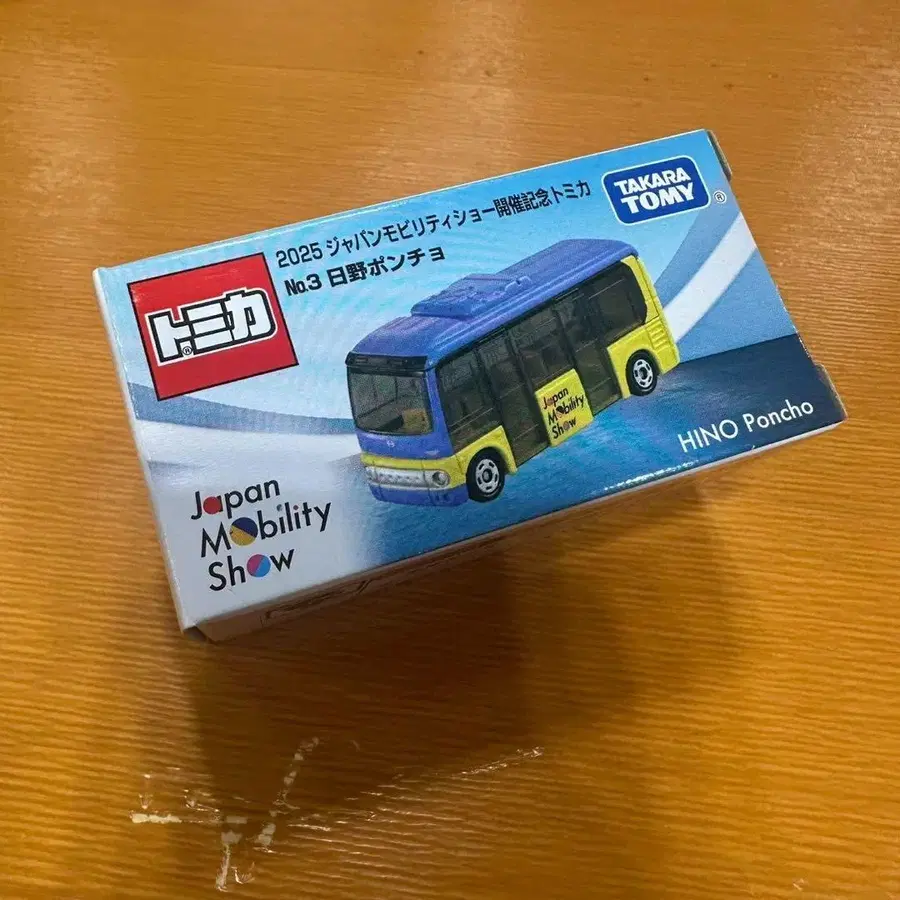 2025 ジャパンモビリティショー開催記念トミカ
No.3 日野ポンチョ
TAKARA
TOMY
®
トミカ
®
Japan
Mobility
Show
HINO Poncho
Japan
Mobility
Show